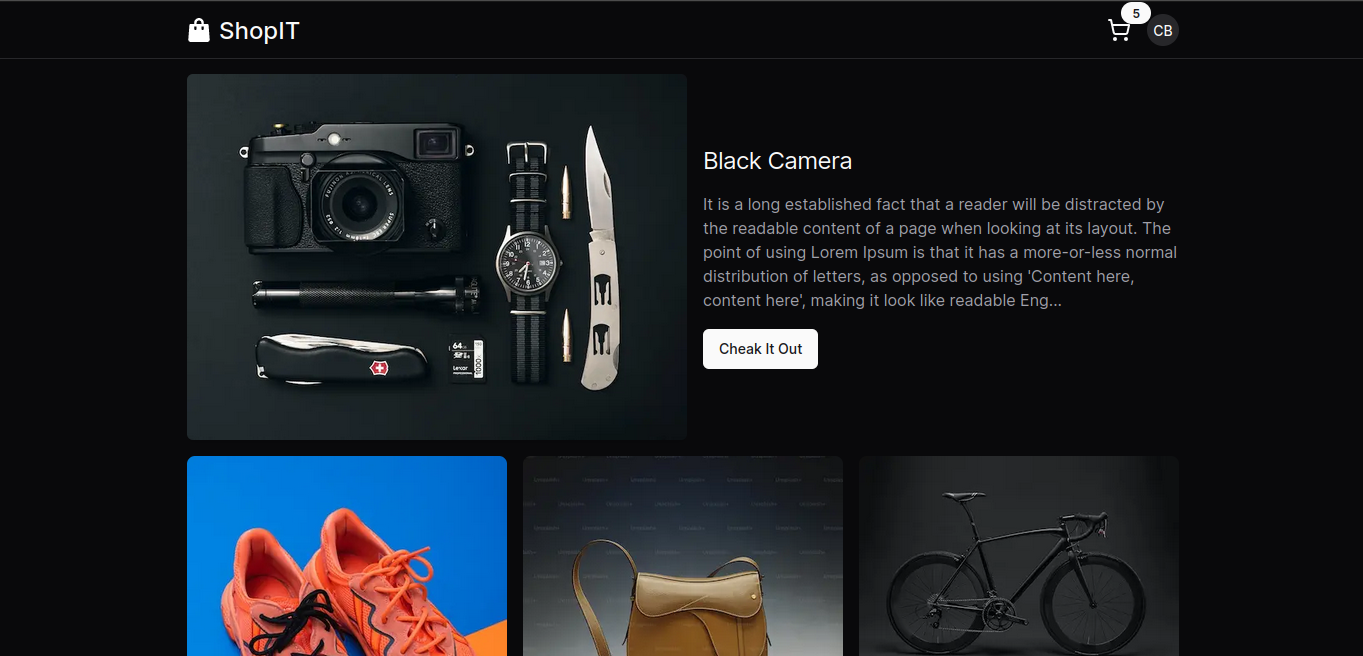 ShopIT
5
CB
Black Camera
It is a long established fact that a reader will be distracted by
the readable content of a page when looking at its layout. The
point of using Lorem Ipsum is that it has a more-or-less normal
distribution of letters, as opposed to using 'Content here,
content here', making it look like readable Eng...
Cheak It Out
64